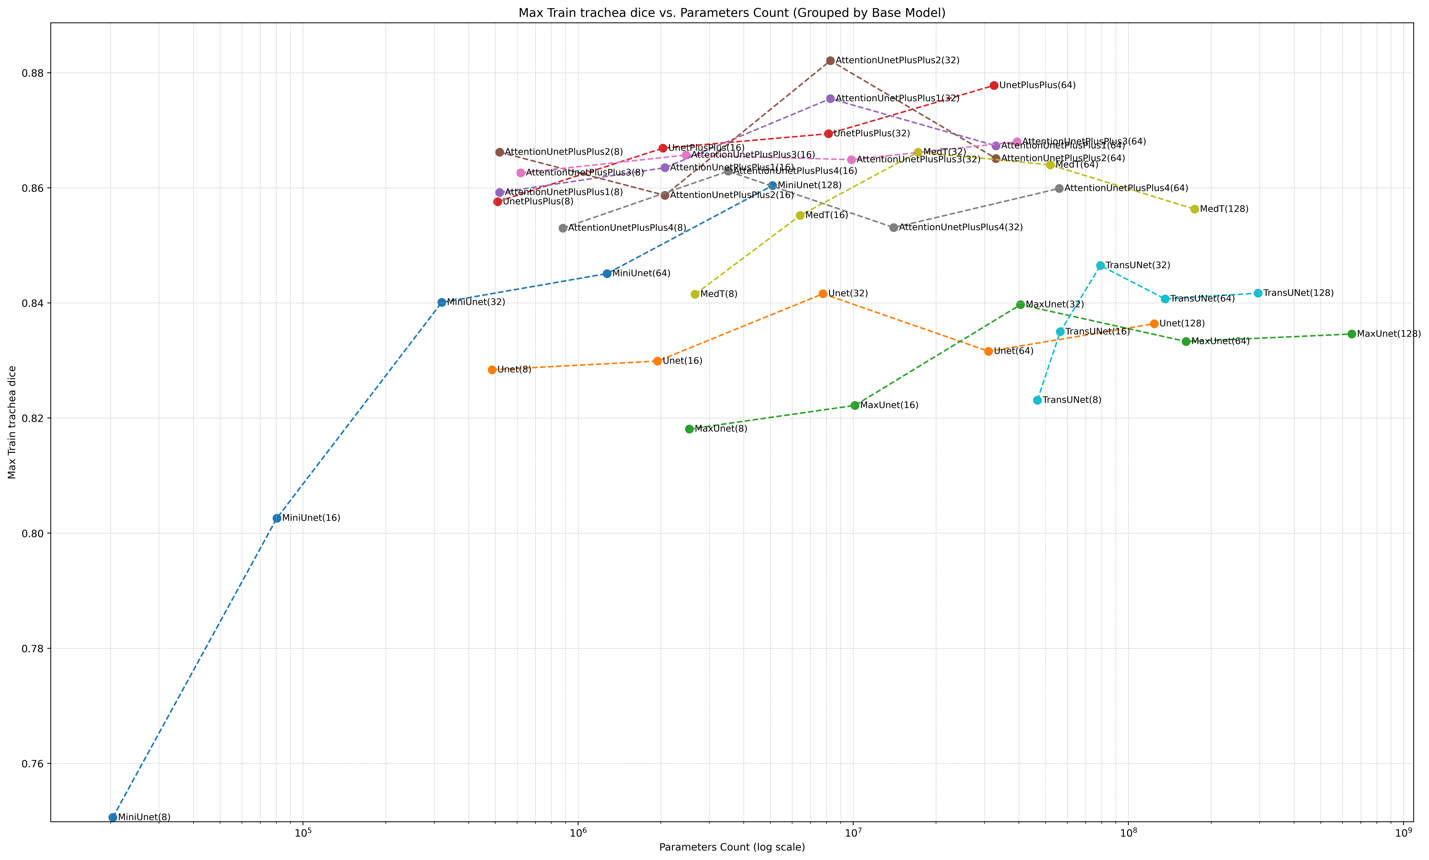 Max Train trachea dice vs. Parameters Count (Grouped by Base Model)
0.88
0.86
0.84
0.82
0.80
0.78
0.76
Max Train trachea dice
AttentionUnetPlusPlus2(32)
UnetPlusPlus(64)
AttentionUnetPlusPlus1(32)
UnetPlusPlus(32)
AttentionUnetPlusPlus3(64)
AttentionUnetPlusPlus1(64)
UnetPlusPlus(16)
AttentionUnetPlusPlus2(8)
MedT(32)
AttentionUnetPlusPlus3(16)
AttentionUnetPlusPlus2(64)
AttentionUnetPlusPlus3(32)
MedT(64)
AttentionUnetPlusPlus1(16)
AttentionUnetPlusPlus4(16)
AttentionUnetPlusPlus3(8)
MiniUnet(128)
AttentionUnetPlusPlus4(64)
AttentionUnetPlusPlus1(8)
AttentionUnetPlusPlus2(16)
UnetPlusPlus(8)
MedT(128)
MedT(16)
AttentionUnetPlusPlus4(32)
AttentionUnetPlusPlus4(8)
TransUNet(32)
MiniUnet(64)
MedT(8)
Unet(32)
TransUNet(128)
TransUNet(64)
MiniUnet(32)
MaxUnet(32)
Unet(128)
TransUNet(16)
MaxUnet(128)
MaxUnet(64)
Unet(64)
Unet(16)
Unet(8)
TransUNet(8)
MaxUnet(16)
MaxUnet(8)
MiniUnet(16)
MiniUnet(8)
10⁵ 10⁶ 10⁷ 10⁸ 10⁹
Parameters Count (log scale)